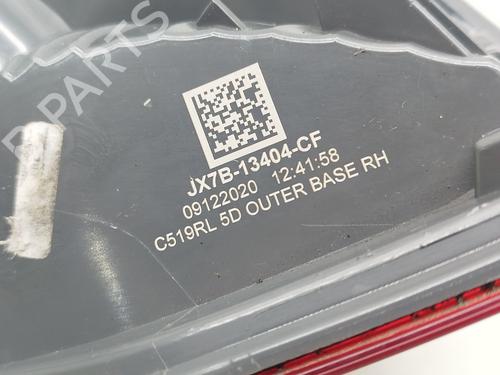 JX7B-13404-CF
09122020 12:41:58
C519RL 5D OUTER BASE RH
B PARTS